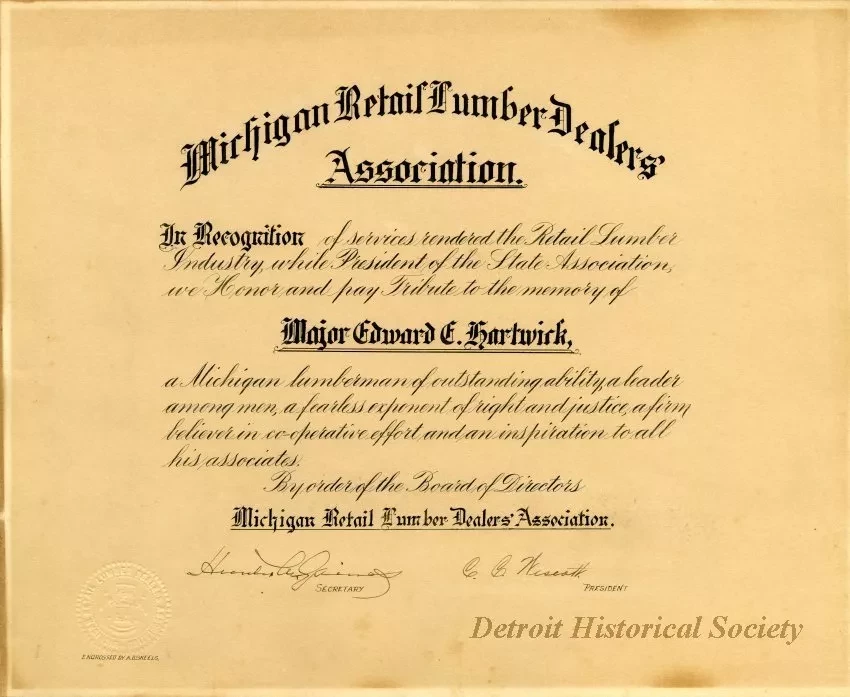 Michigan Retail Lumber Dealers'
Association.
In Recognition of services rendered the Retail Lumber
Industry, while President of the State Association,
we Honor and pay Tribute to the memory of
Major Edward E. Hartwick,
a Michigan lumberman of outstanding ability, a leader
among men, a fearless exponent of right and justice, a firm
believer in co-operative effort and an inspiration to all
his associates.
By order of the Board of Directors
Michigan Retail Lumber Dealers' Association.
C. C. Wescott
SECRETARY
PRESIDENT
Detroit Historical Society
ENGROSSED BY A.B.SKEELS.